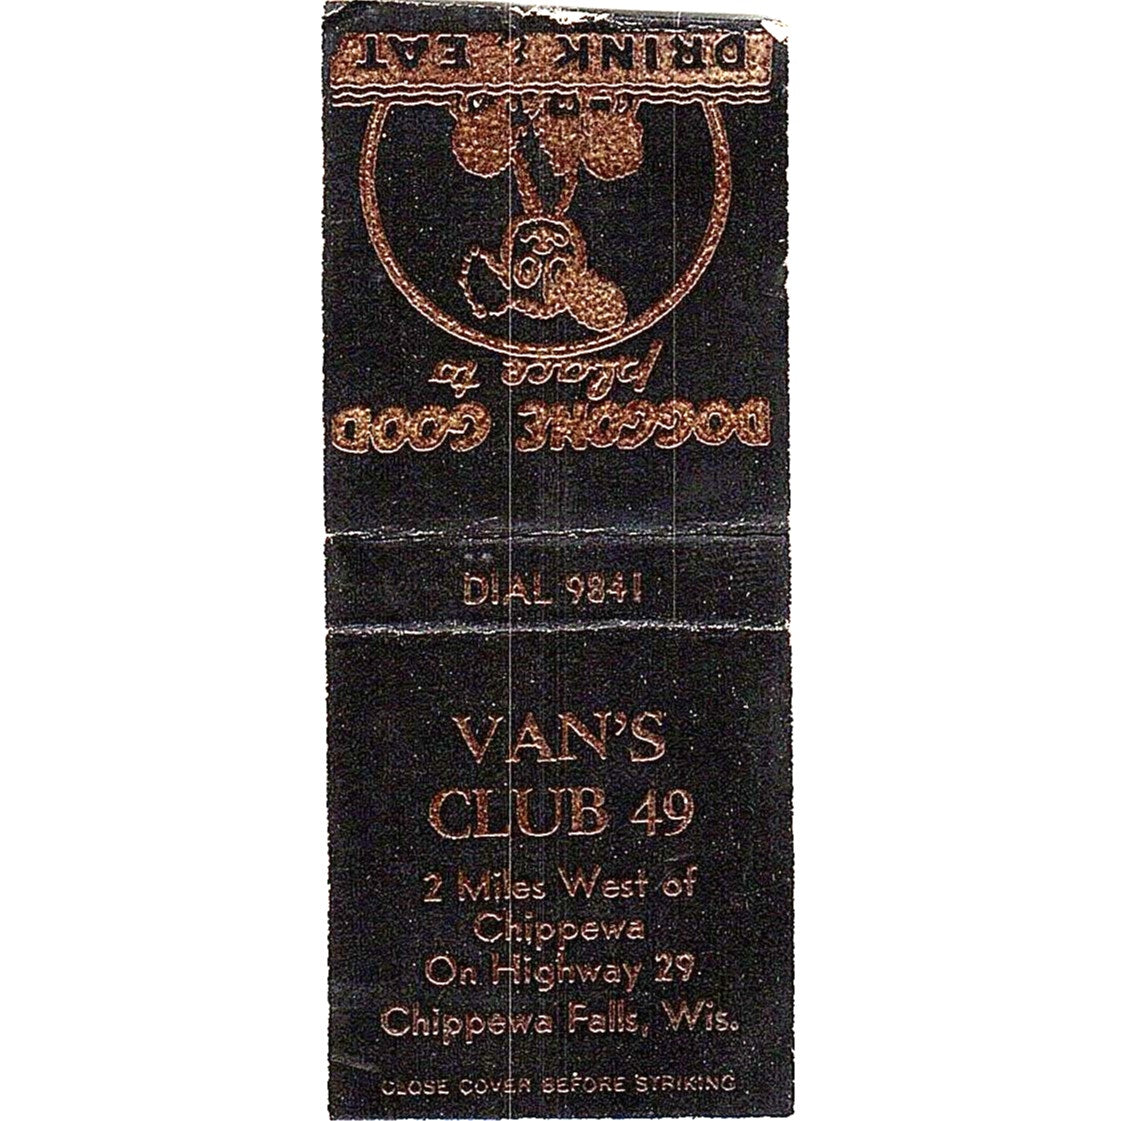 DOGGONE GOOD
place to
DRINK & EAT
DIAL 9841
VAN'S
CLUB 49
2 Miles West of
Chippewa
On Highway 29
Chippewa Falls, Wis.
CLOSE COVER BEFORE STRIKING